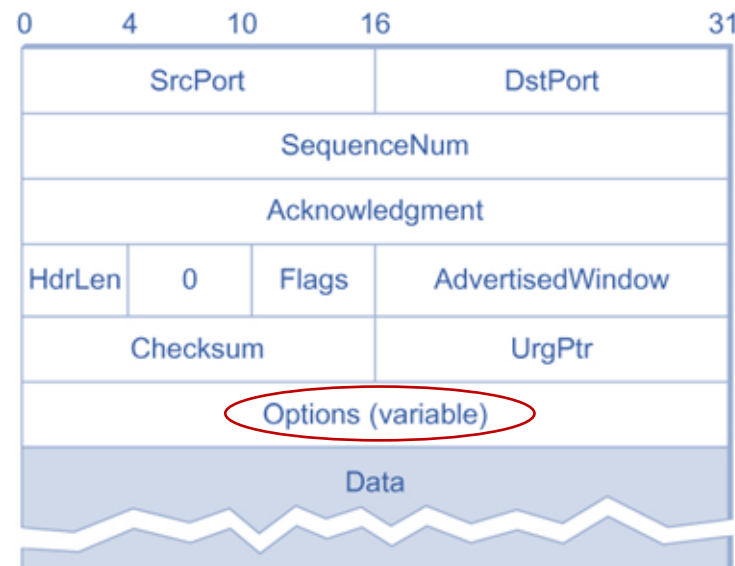 0 4 10 16 31
SrcPort DstPort
SequenceNum
Acknowledgment
HdrLen 0 Flags AdvertisedWindow
Checksum UrgPtr
Options (variable)
Data